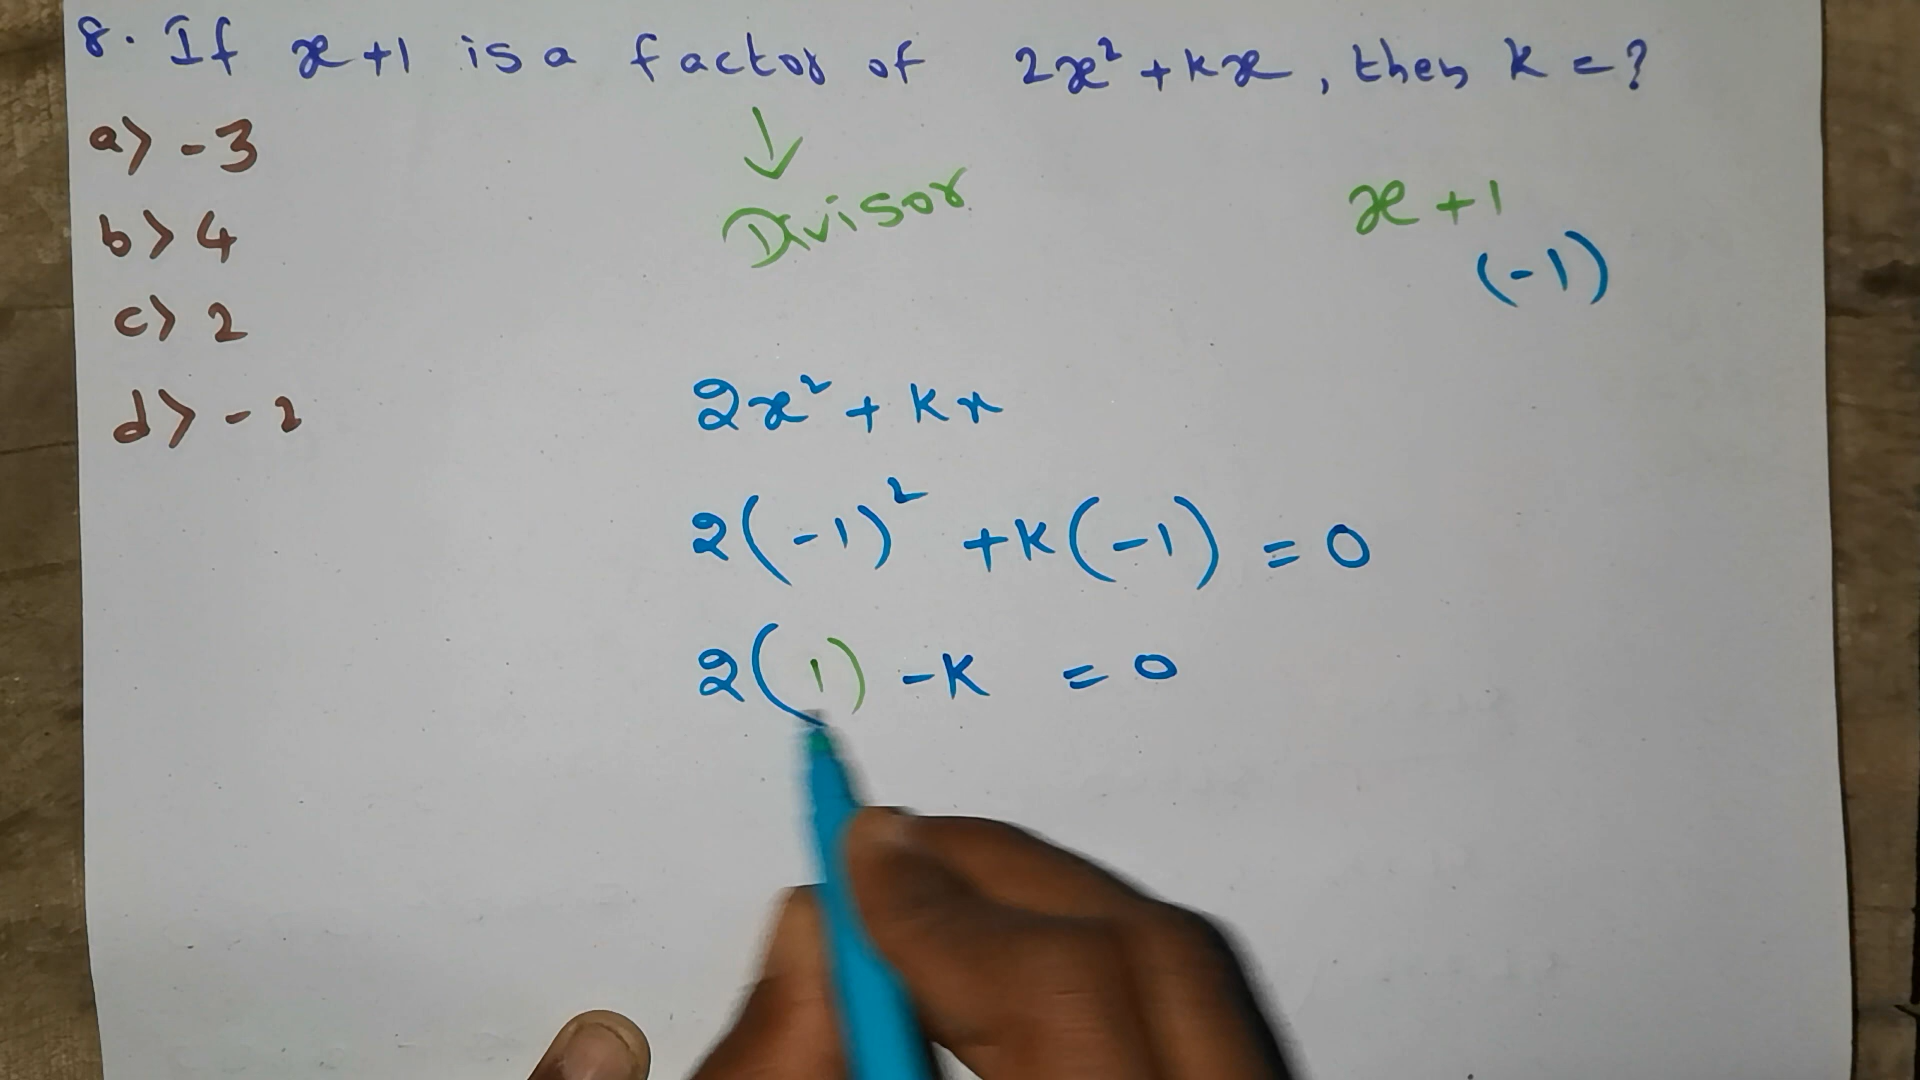 8. If x+1 is a factor of 2x²+kx, then k=?
a) -3
b) 4
c) 2
d) -2
Divisor
x+1
(-1)
2x²+kx
2(-1)² +k(-1) = 0
2(1) -k = 0